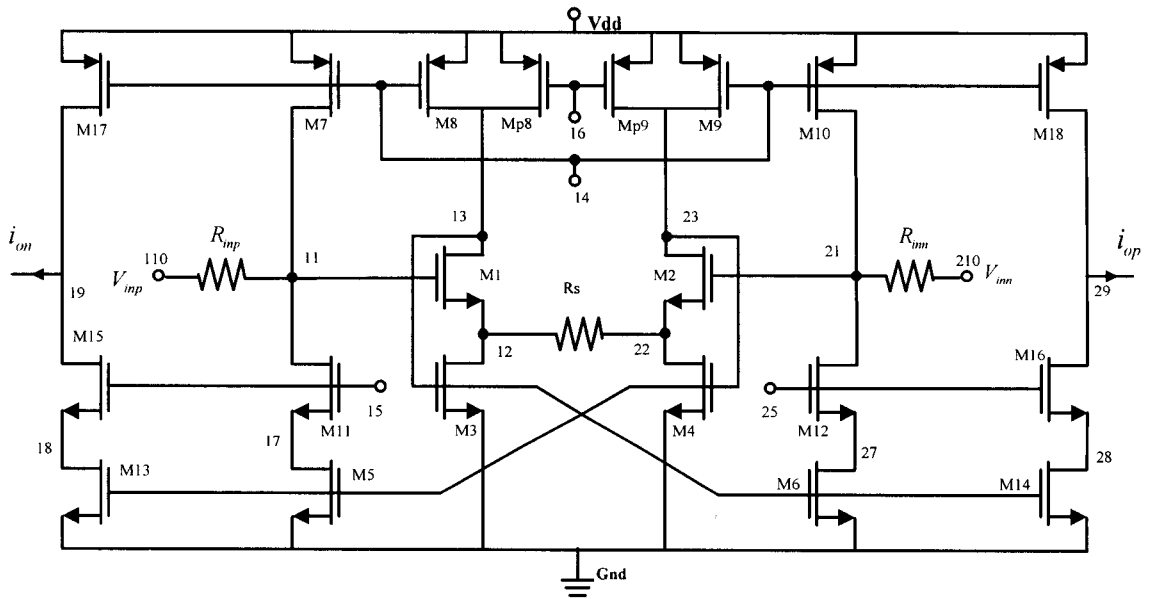 Vdd
M17
M7
M8
Mp8
16
Mp9
M9
M10
M18
14
13
23
i_on
R_inp
11
M1
M2
21
R_inn
i_op
110
V_inp
Rs
210
V_inn
19
29
12
22
M15
M16
15
25
M11
M3
M4
M12
18
17
27
28
M13
M5
M6
M14
Gnd